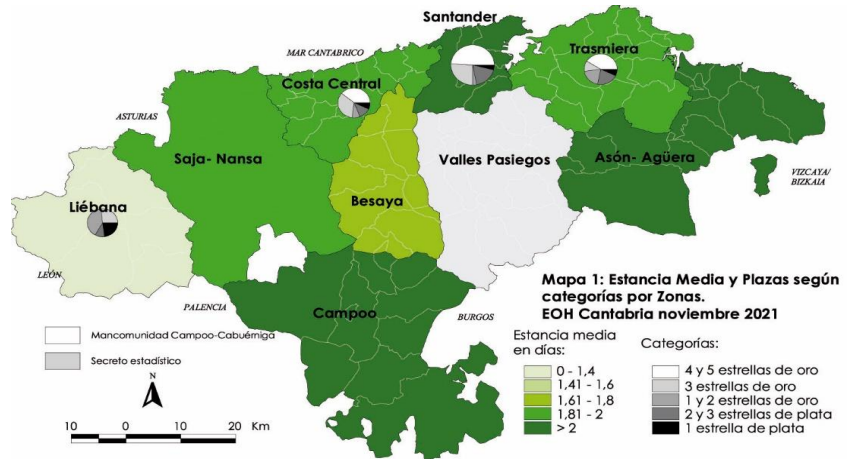 Santander
MAR CANTABRICO
Trasmiera
Costa Central
ASTURIAS
Saja- Nansa
Valles Pasiegos
Asón- Agüera
VIZCAYA/
BIZKAIA
Besaya
Liébana
LEÓN
PALENCIA
Campoo
BURGOS
Mapa 1: Estancia Media y Plazas según
categorías por Zonas.
EOH Cantabria noviembre 2021
Mancomunidad Campoo-Cabuérniga
Secreto estadístico
Estancia media
en días:
0 - 1,4
1,41 - 1,6
1,61 - 1,8
1,81 - 2
> 2
Categorías:
4 y 5 estrellas de oro
3 estrellas de oro
1 y 2 estrellas de oro
2 y 3 estrellas de plata
1 estrella de plata
N
10 0 10 20 Km